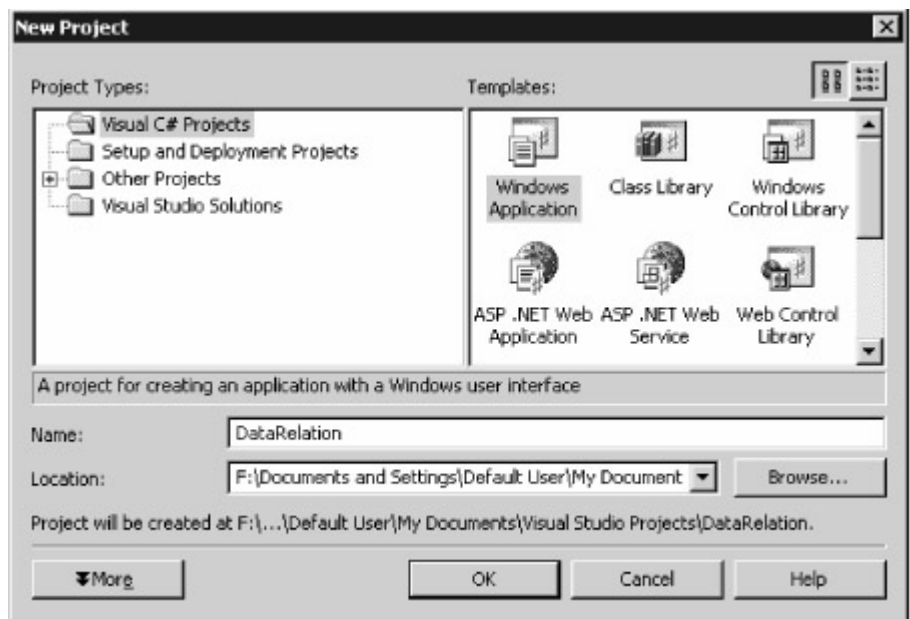 New Project
Project Types:
Templates:
Visual C# Projects
Setup and Deployment Projects
Other Projects
Visual Studio Solutions
Windows
Application
Class Library
Windows
Control Library
ASP .NET Web
Application
ASP .NET Web
Service
Web Control
Library
A project for creating an application with a Windows user interface
Name:
DataRelation
Location:
F:\Documents and Settings\Default User\My Document
Browse...
Project will be created at F:\...\Default User\My Documents\Visual Studio Projects\DataRelation.
More
OK
Cancel
Help